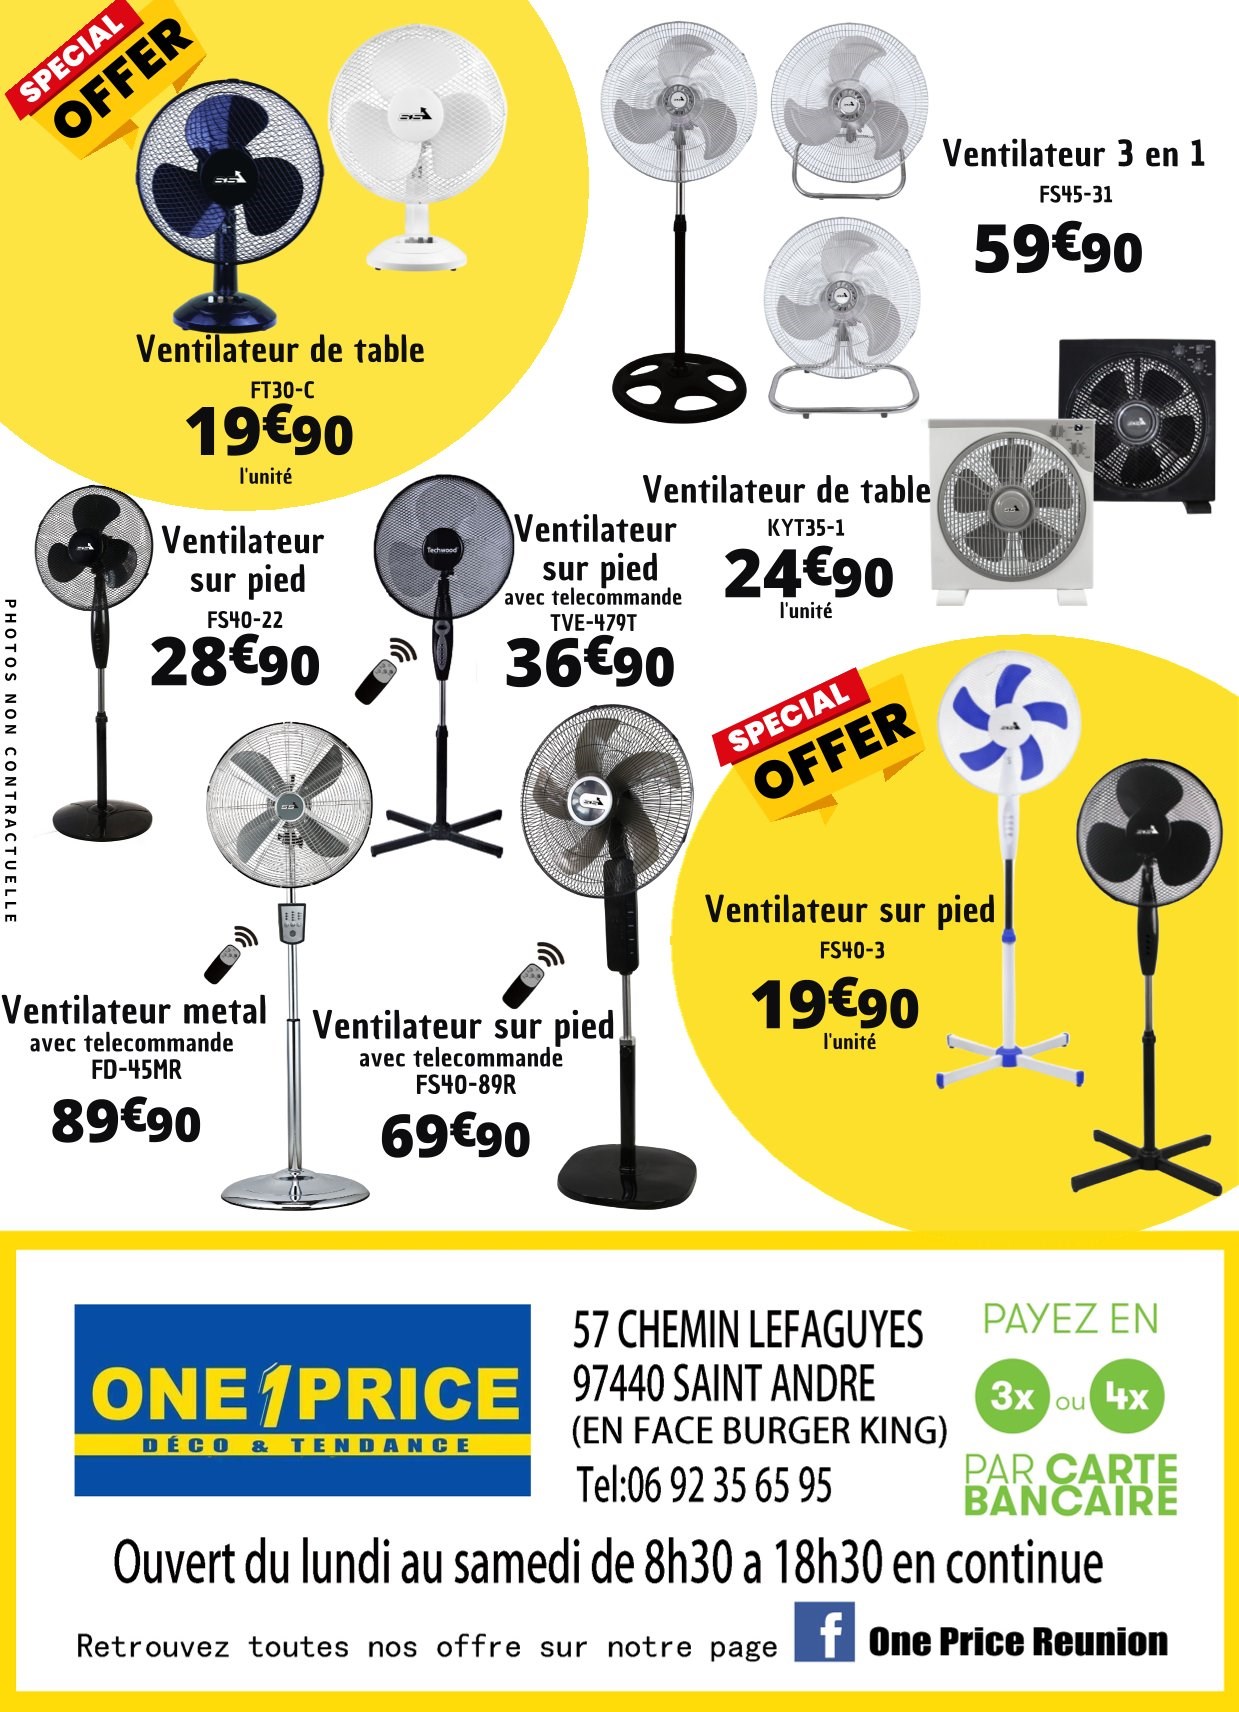 SPECIAL
OFFER
Ventilateur de table
FT30-C
19€90
l'unité
Ventilateur 3 en 1
FS45-31
59€90
Ventilateur de table
KYT35-1
24€90
l'unité
Ventilateur
sur pied
FS40-22
28€90
Techwood
Ventilateur
sur pied
avec telecommande
TVE-479T
36€90
PHOTOS NON CONTRACTUELLE
SPECIAL
OFFER
Ventilateur sur pied
FS40-3
19€90
l'unité
Ventilateur metal
avec telecommande
FD-45MR
89€90
Ventilateur sur pied
avec telecommande
FS40-89R
69€90
ONE 1 PRICE
DÉCO & TENDANCE
57 CHEMIN LEFAGUYES
97440 SAINT ANDRE
(EN FACE BURGER KING)
Tel:06 92 35 65 95
PAYEZ EN
3x ou 4x
PAR CARTE
BANCAIRE
Ouvert du lundi au samedi de 8h30 a 18h30 en continue
Retrouvez toutes nos offre sur notre page f One Price Reunion